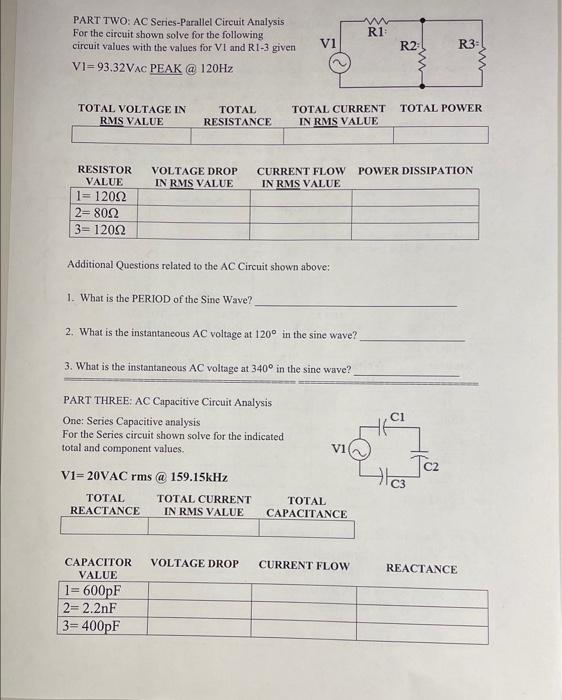 PART TWO: AC Series-Parallel Circuit Analysis
For the circuit shown solve for the following
circuit values with the values for V1 and R1-3 given
V1= 93.32VAC PEAK @ 120Hz
V1
R1:
R2:
R3:
TOTAL VOLTAGE IN RMS VALUE
TOTAL RESISTANCE
TOTAL CURRENT IN RMS VALUE
TOTAL POWER
RESISTOR VALUE
VOLTAGE DROP IN RMS VALUE
CURRENT FLOW IN RMS VALUE
POWER DISSIPATION
1= 120Ω
2= 80Ω
3= 120Ω
Additional Questions related to the AC Circuit shown above:
1. What is the PERIOD of the Sine Wave?
2. What is the instantaneous AC voltage at 120° in the sine wave?
3. What is the instantaneous AC voltage at 340° in the sine wave?
PART THREE: AC Capacitive Circuit Analysis
One: Series Capacitive analysis
For the Series circuit shown solve for the indicated
total and component values.
V1= 20VAC rms @ 159.15kHz
V1
C1
C2
C3
TOTAL REACTANCE
TOTAL CURRENT IN RMS VALUE
TOTAL CAPACITANCE
CAPACITOR VALUE
VOLTAGE DROP
CURRENT FLOW
REACTANCE
1= 600pF
2= 2.2nF
3= 400pF